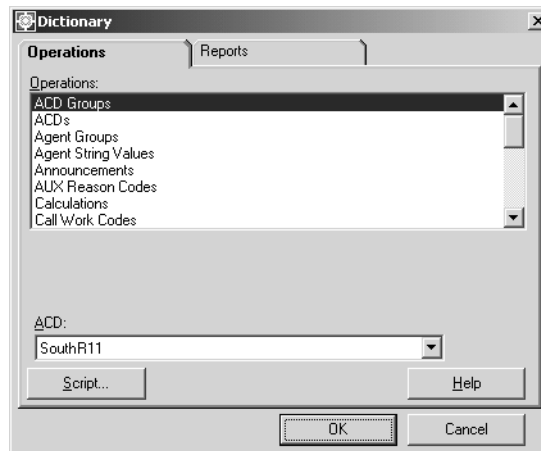 Dictionary
Operations Reports
Operations:
ACD Groups
ACDs
Agent Groups
Agent String Values
Announcements
AUX Reason Codes
Calculations
Call Work Codes
ACD:
SouthR11
Script... Help
OK Cancel